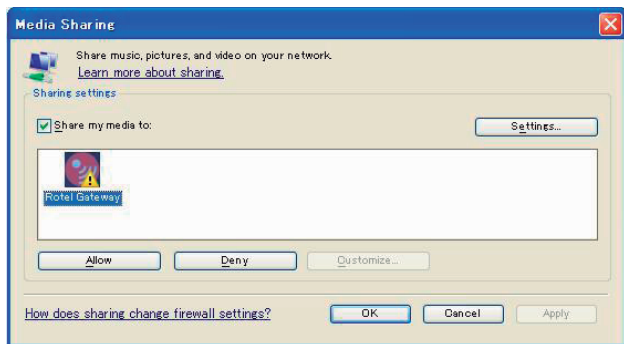 Media Sharing
Share music, pictures, and video on your network.
Learn more about sharing.
Sharing settings
Share my media to:
Settings...
Rotel Gateway
Allow
Deny
Customize...
How does sharing change firewall settings?
OK
Cancel
Apply